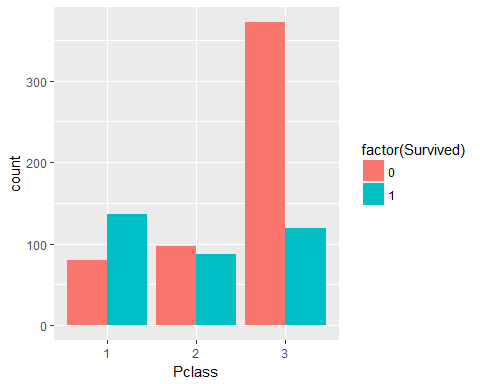 300
200
100
0
count
1 2 3
Pclass
factor(Survived)
0
1